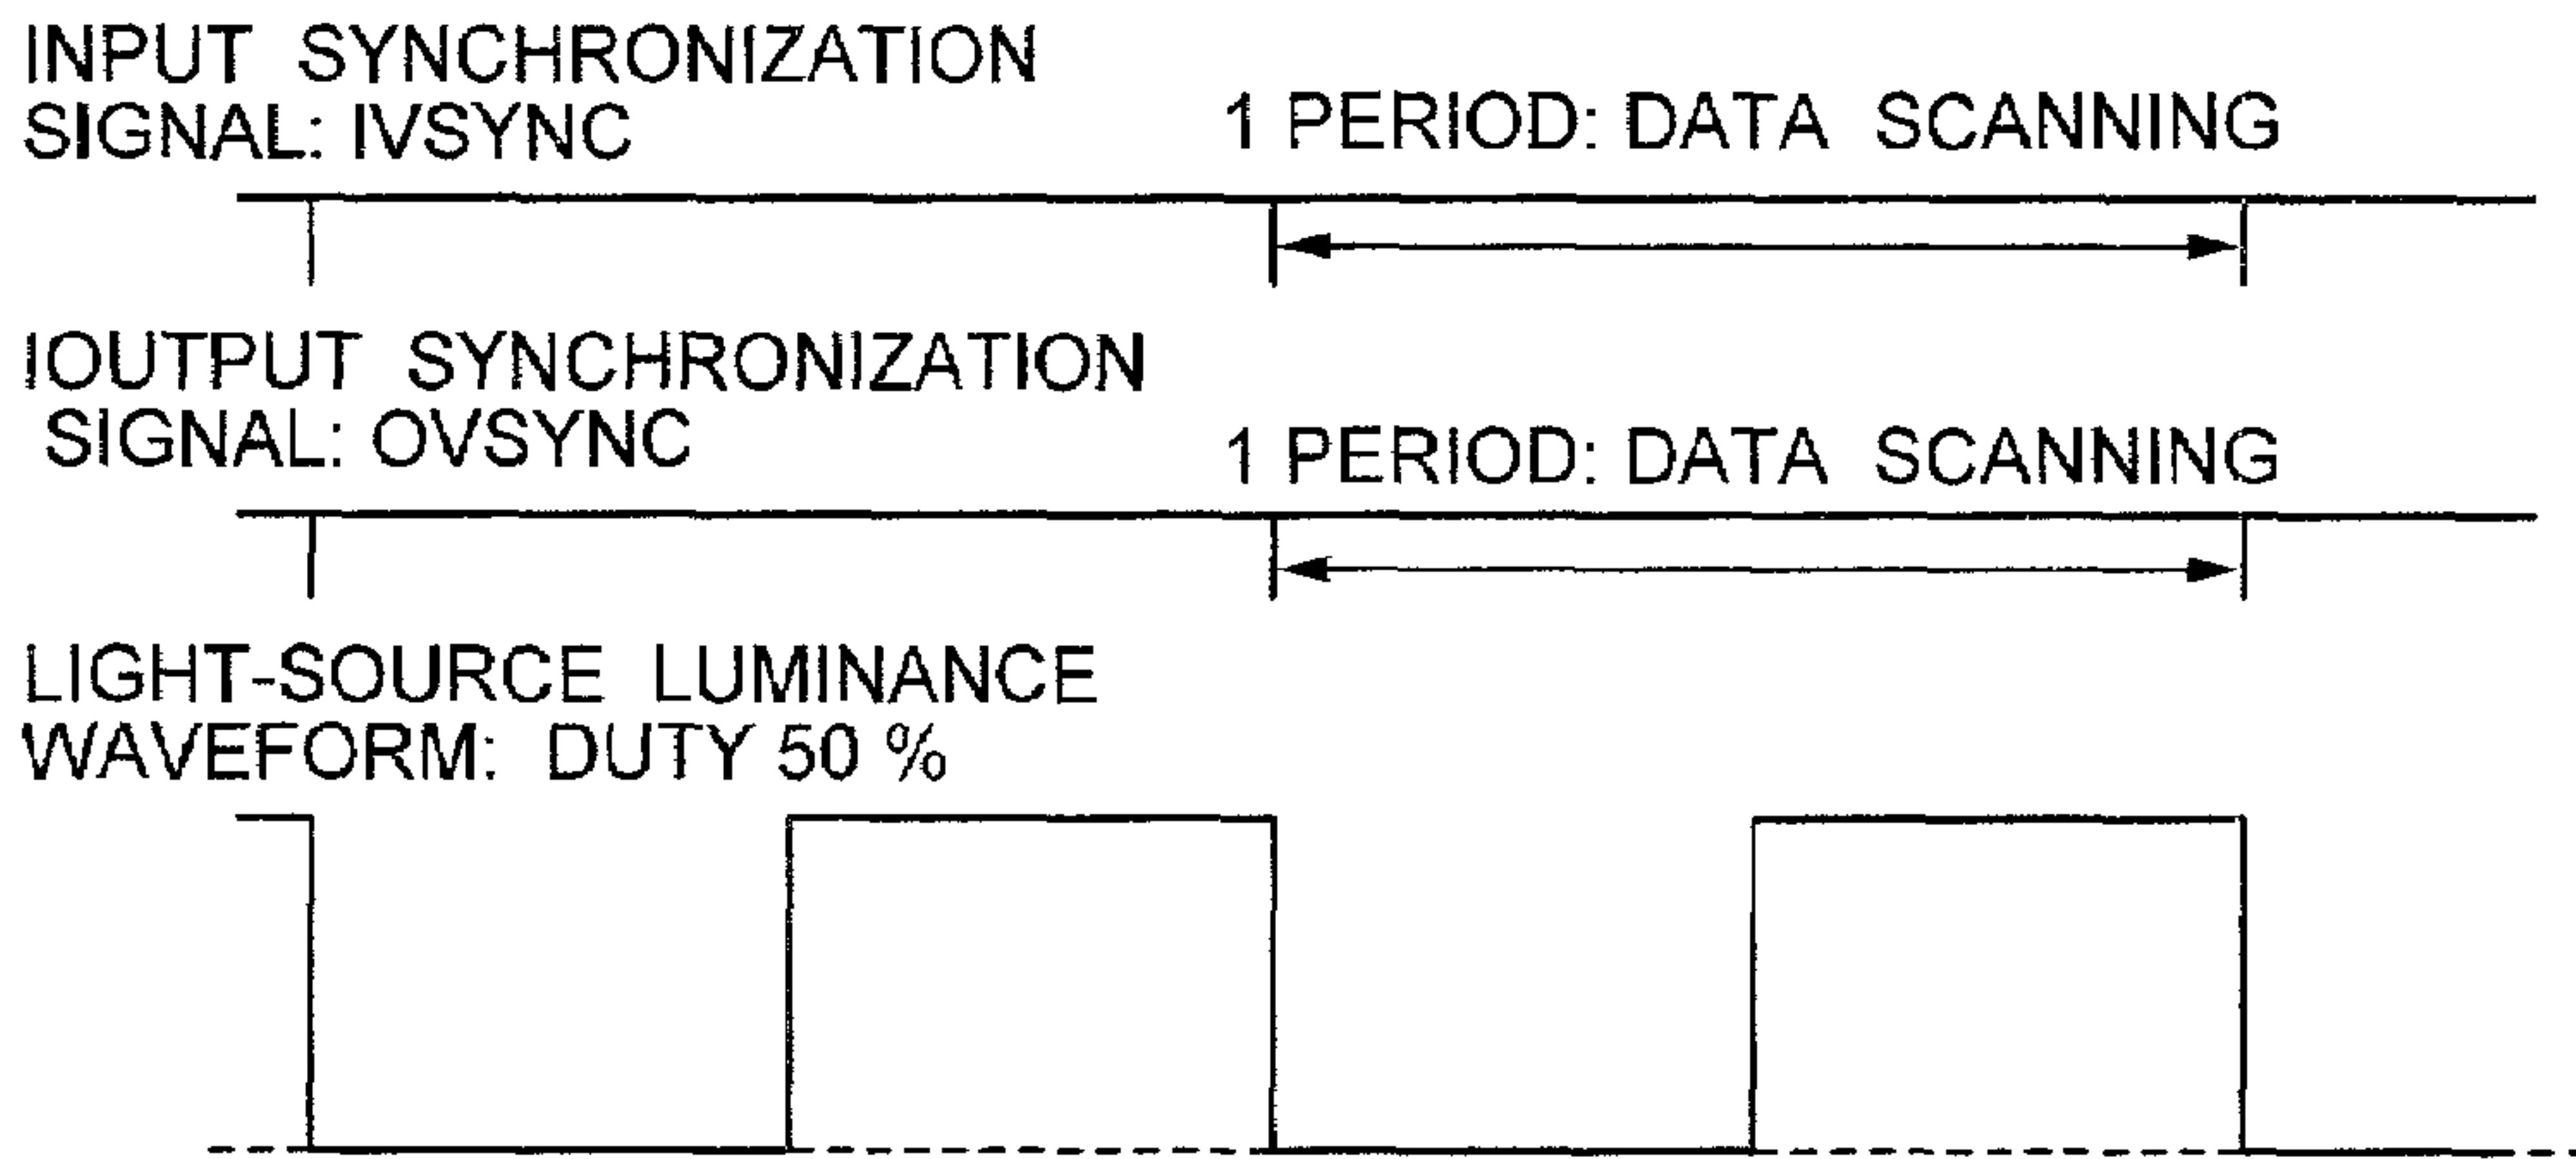 INPUT SYNCHRONIZATION
SIGNAL: IVSYNC
1 PERIOD: DATA SCANNING
IOUTPUT SYNCHRONIZATION
SIGNAL: OVSYNC
1 PERIOD: DATA SCANNING
LIGHT-SOURCE LUMINANCE
WAVEFORM: DUTY 50 %